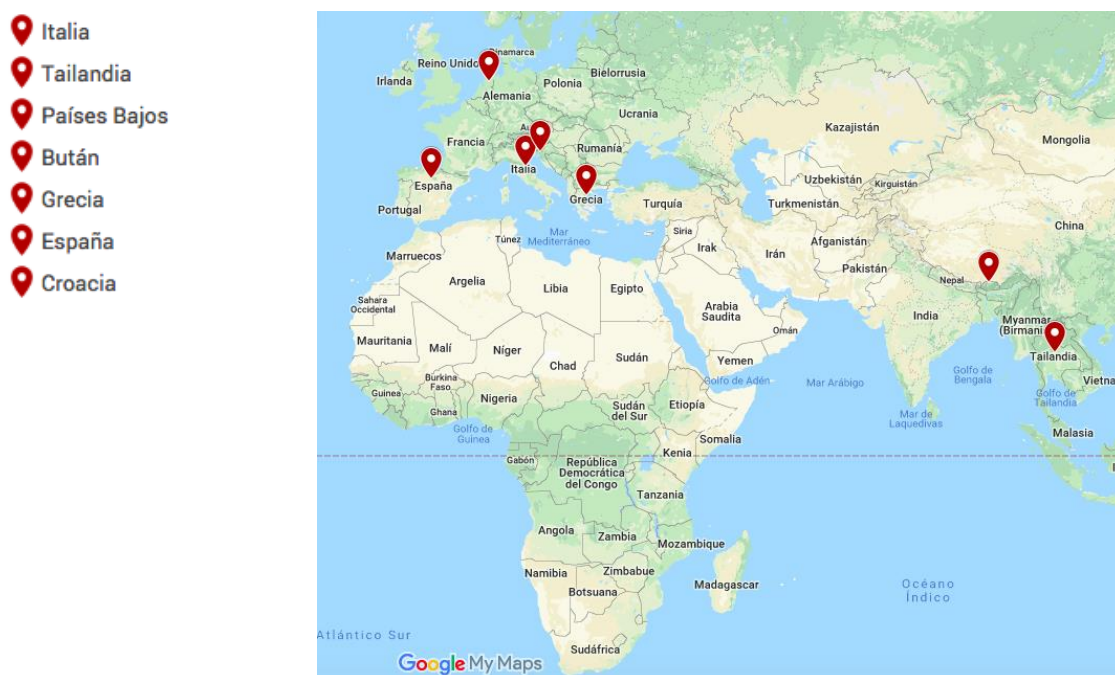 Italia
Tailandia
Países Bajos
Bután
Grecia
España
Croacia
Dinamarca
Reino Unido
Irlanda
Bielorrusia
Polonia
Alemania
Ucrania
Kazajistán
Mongolia
Francia
Rumanía
Italia
España
Uzbekistán
Kirguistán
Grecia
Turquía
Turkmenistán
Portugal
China
Mar
Mediterráneo
Siria
Túnez
Afganistán
Irak
Irán
Marruecos
Pakistán
Nepal
Argelia
Libia
Egipto
Sahara
Occidental
Arabia
Saudita
India
Myanmar
(Birmani
Omán
Mauritania
Malí
Níger
Chad
Sudán
Yemen
Tailandia
Golfo de Adén
Mar Arábigo
Golfo de
Bengala
Vietna
Burkina
Faso
Guinea
Nigeria
Golfo de
Tailandia
Ghana
Sudán
del Sur
Etiopía
Mar de
Laquedivas
Golfo de
Guinea
Somalia
Malasia
Gabón
Kenia
República
Democrática
del Congo
Tanzania
Angola
Zambia
Mozambique
Namibia
Zimbabue
Botsuana
Madagascar
Océano
Índico
Atlántico Sur
Sudáfrica
Google My Maps